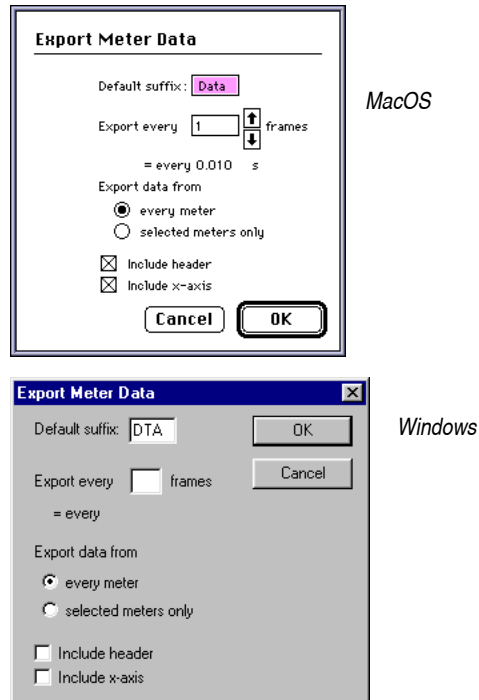 Export Meter Data
Default suffix: Data
MacOS
Export every 1 frames
= every 0.010 s
Export data from
every meter
selected meters only
Include header
Include x-axis
Cancel OK
Export Meter Data
Windows
Default suffix: DTA OK
Export every frames Cancel
= every
Export data from
every meter
selected meters only
Include header
Include x-axis